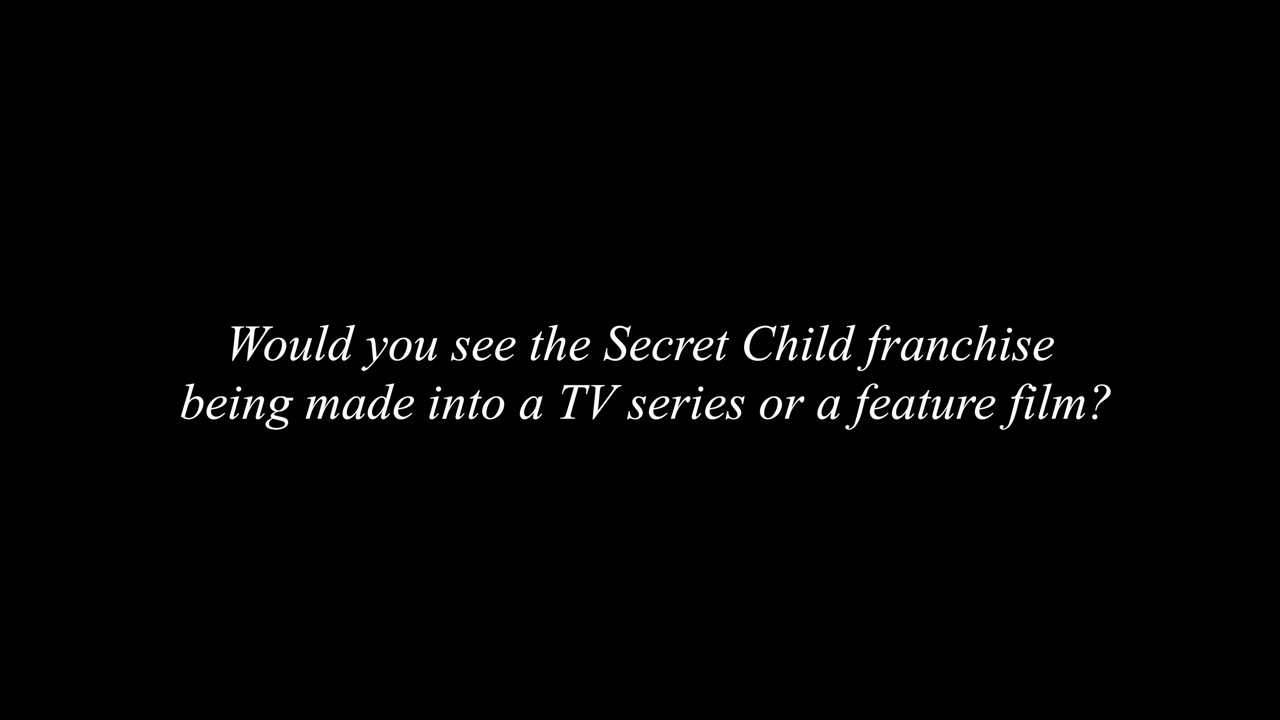 Would you see the Secret Child franchise
being made into a TV series or a feature film?